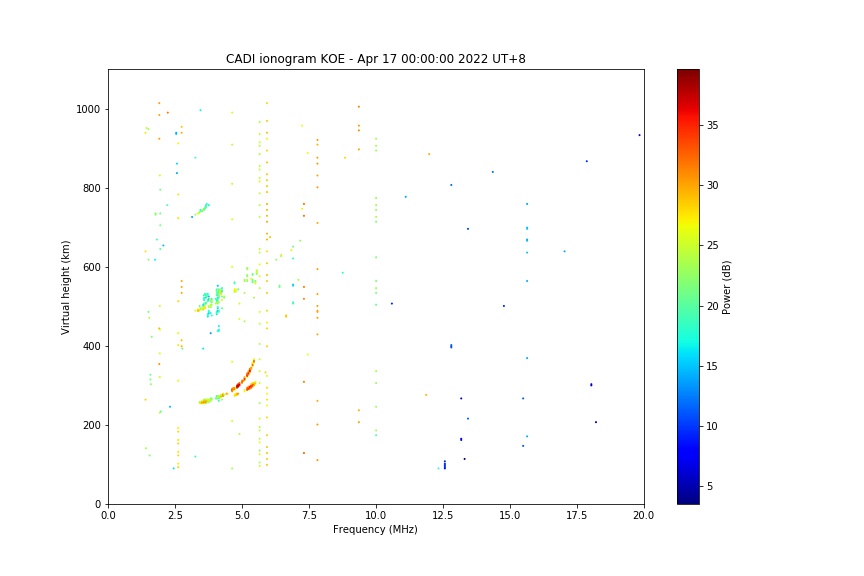 CADI ionogram KOE - Apr 17 00:00:00 2022 UT+8
1000
800
600
400
200
0
Virtual height (km)
0.0 2.5 5.0 7.5 10.0 12.5 15.0 17.5 20.0
Frequency (MHz)
35
30
25
20
15
10
5
Power (dB)